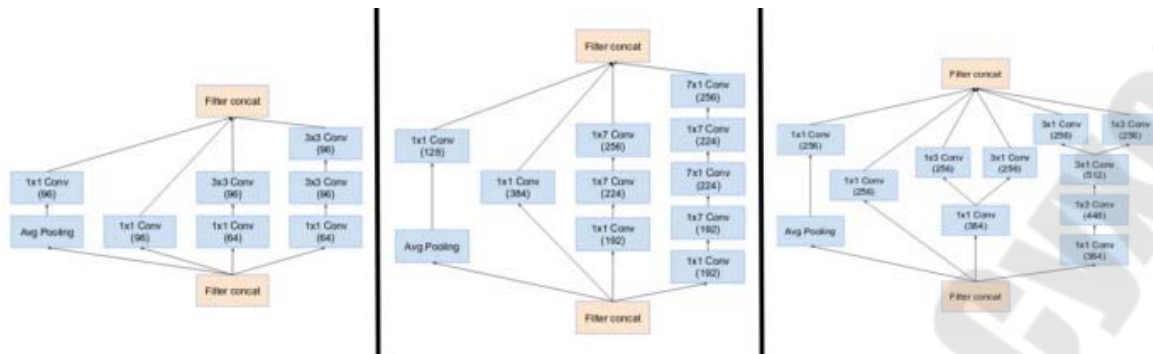 Filter concat
3x3 Conv
(96)
1x1 Conv
(96)
3x3 Conv
(96)
3x3 Conv
(96)
Avg Pooling
1x1 Conv
(96)
1x1 Conv
(64)
1x1 Conv
(64)
Filter concat
Filter concat
7x1 Conv
(256)
1x1 Conv
(128)
1x7 Conv
(256)
1x7 Conv
(224)
1x1 Conv
(384)
1x7 Conv
(224)
7x1 Conv
(224)
Avg Pooling
1x1 Conv
(192)
1x7 Conv
(192)
1x1 Conv
(192)
Filter concat
Filter concat
1x1 Conv
(256)
3x1 Conv
(256)
1x3 Conv
(256)
1x3 Conv
(256)
3x1 Conv
(256)
3x1 Conv
(512)
1x1 Conv
(256)
1x3 Conv
(448)
Avg Pooling
1x1 Conv
(384)
1x1 Conv
(384)
Filter concat